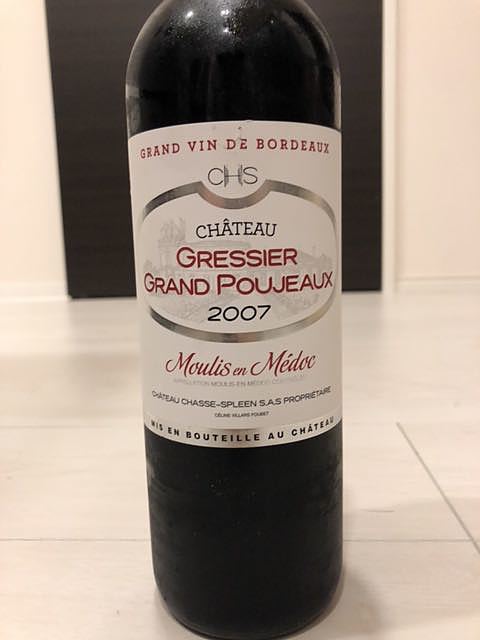 GRAND VIN DE BORDEAUX
CHS
CHÂTEAU
GRESSIER
GRAND POUJEAUX
2007
Moulis en Médoc
APPELLATION MOULIS-EN-MÉDOC CONTRÔLÉE
CHÂTEAU CHASSE-SPLEEN S.A.S PROPRIÉTAIRE
CÉLINE VILLARS FOUBET
MIS EN BOUTEILLE AU CHÂTEAU